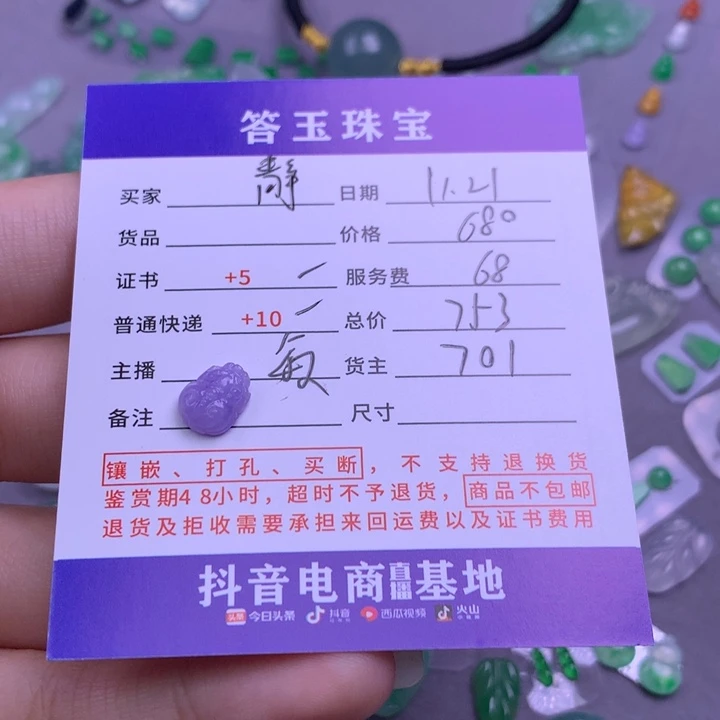 答玉珠宝
买家 静 日期 11.21
货品 价格 680
证书 +5 服务费 68
普通快递 +10 总价 753
主播 敏 货主 701
备注 尺寸
镶嵌、打孔、买断，不支持退换货
鉴赏期48小时，超时不予退货，商品不包邮
退货及拒收需要承担来回运费以及证书费用
抖音电商直播基地
头条 今日头条 抖音 西瓜视频 火山